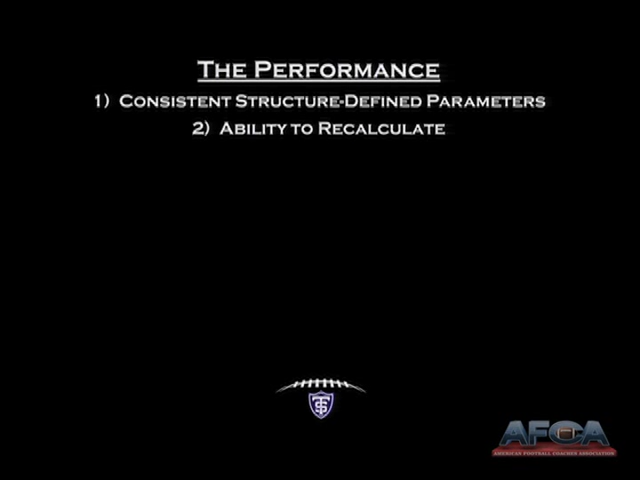 The Performance
1) Consistent Structure-Defined Parameters
2) Ability to Recalculate
AFCA
AMERICAN FOOTBALL COACHES ASSOCIATION